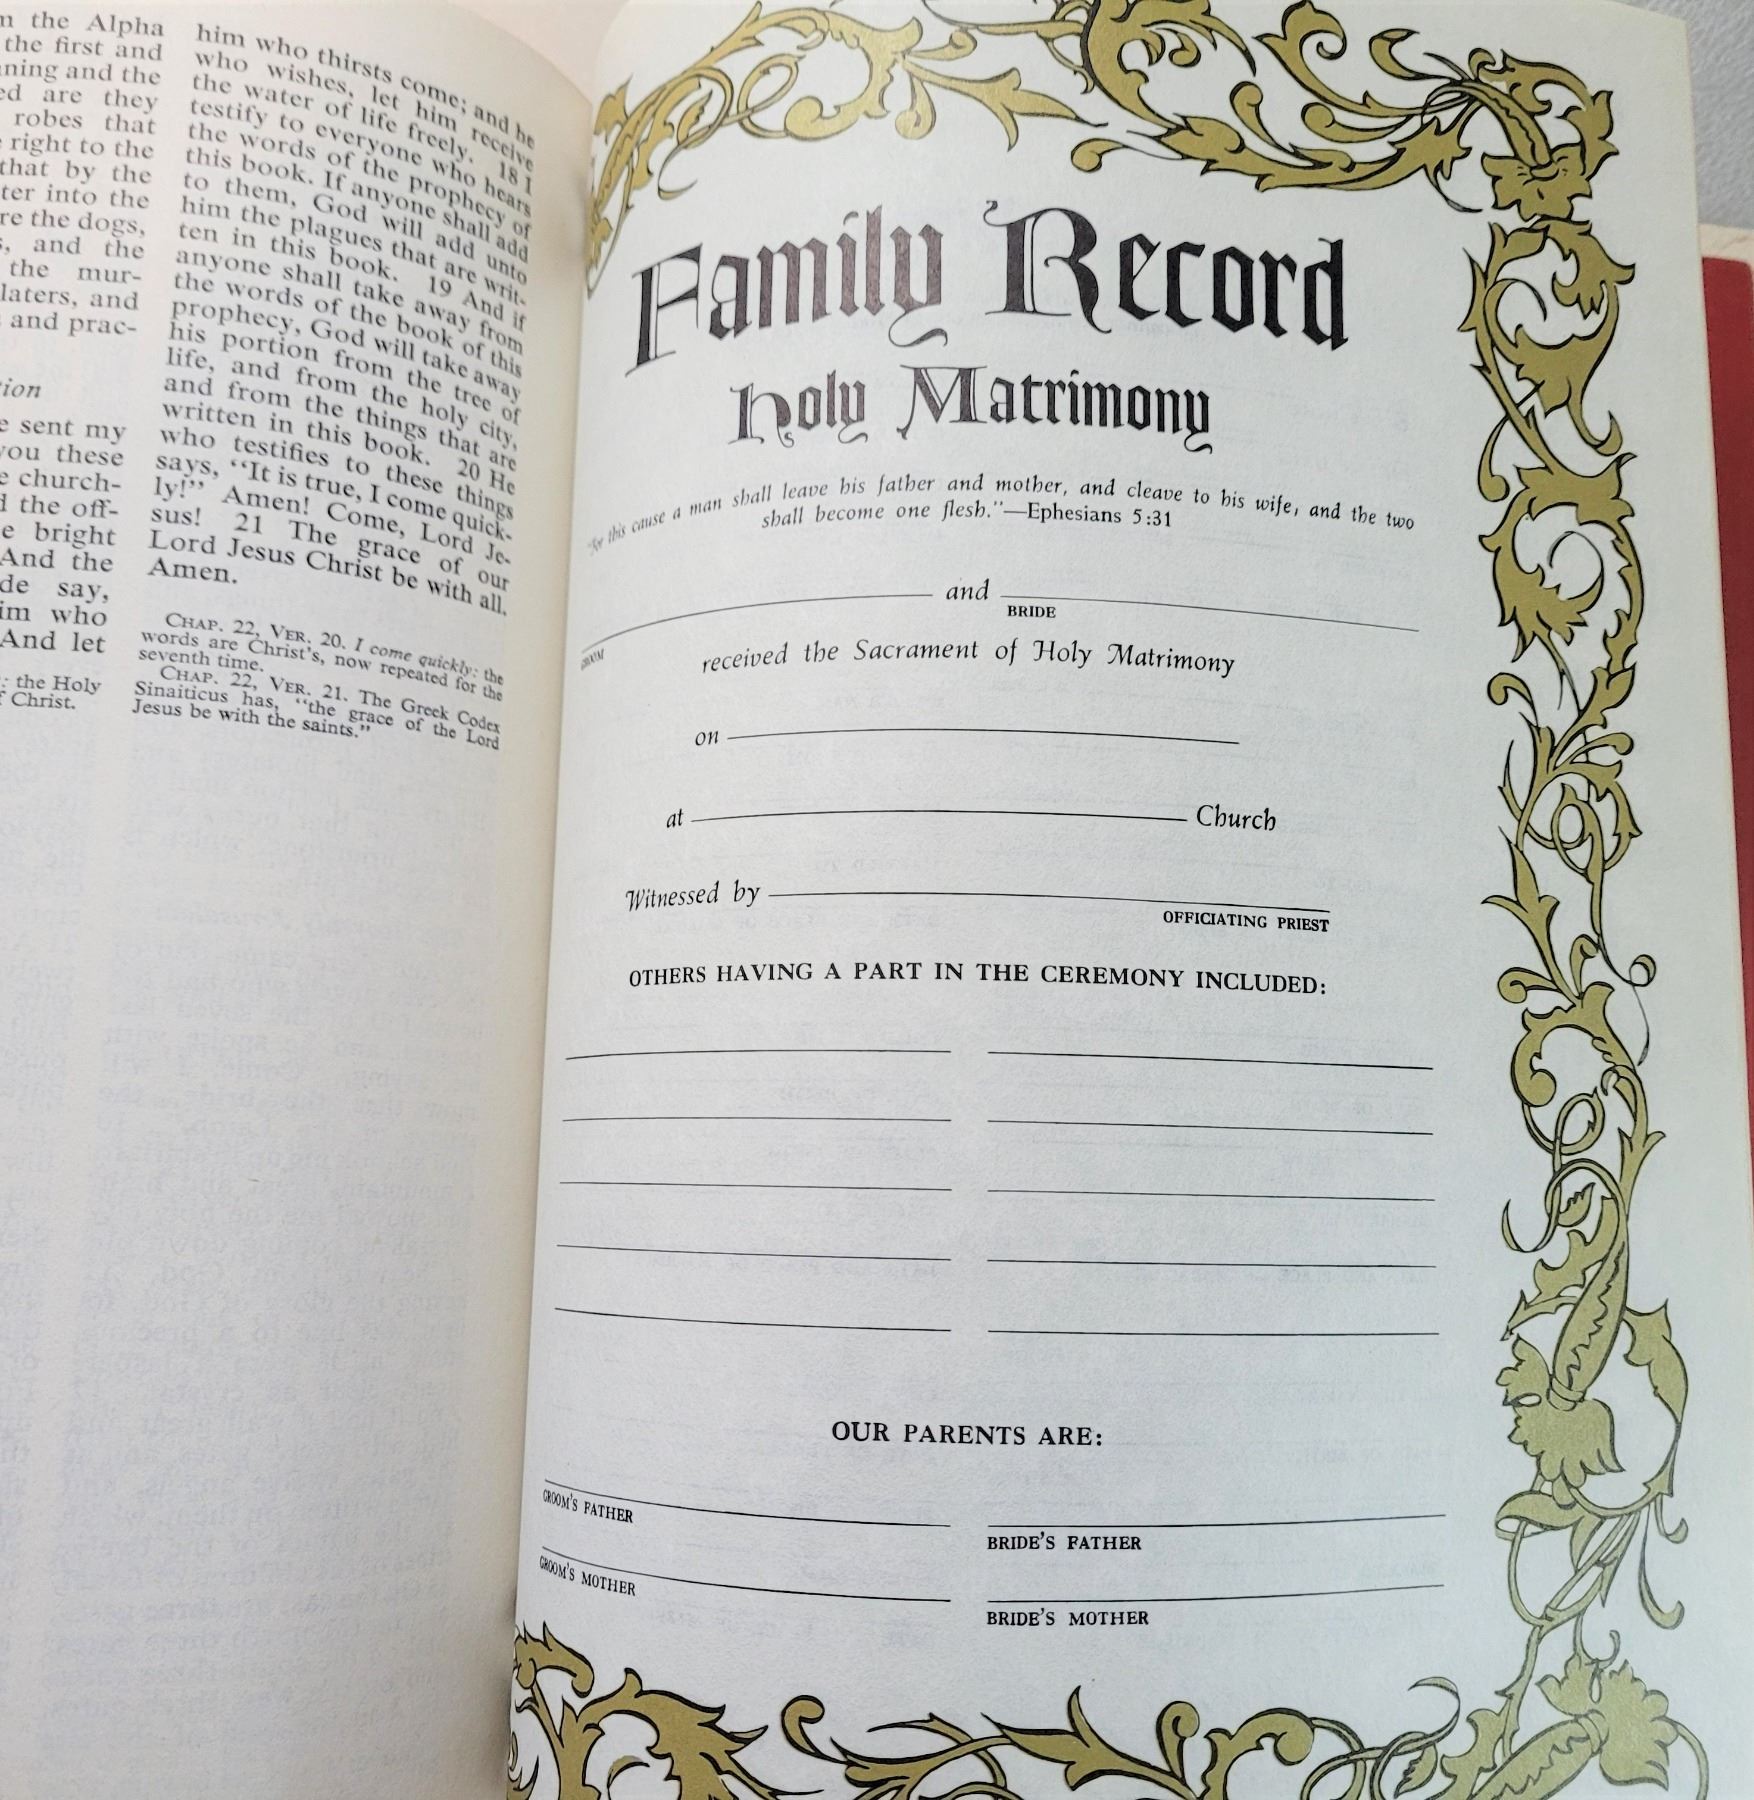 n the Alpha
the first and
ning and the
ed are they
robes that
right to the
that by the
ter into the
re the dogs,
s, and the
the mur-
laters, and
and prac-
tion
e sent my
you these
e church-
d the off-
e bright
And the
de say,
im who
And let
: the Holy
f Christ.
him who thirsts come; and he
who wishes, let him receive
the water of life freely. 18 I
testify to everyone who hears
the words of the prophecy of
this book. If anyone shall add
to them, God will add unto
him the plagues that are writ-
ten in this book. 19 And if
anyone shall take away from
the words of the book of this
prophecy, God will take away
his portion from the tree of
life, and from the holy city,
and from the things that are
written in this book. 20 He
who testifies to these things
says, “It is true, I come quick-
ly!” Amen! Come, Lord Je-
sus! 21 The grace of our
Lord Jesus Christ be with all.
Amen.
CHAP. 22, VER. 20. I come quickly: the
words are Christ's, now repeated for the
seventh time.
CHAP. 22, VER. 21. The Greek Codex
Sinaiticus has, “the grace of the Lord
Jesus be with the saints.”
Family Record
Holy Matrimony
"For this cause a man shall leave his father and mother, and cleave to his wife, and the two
shall become one flesh."—Ephesians 5:31
and
GROOM BRIDE
received the Sacrament of Holy Matrimony
on
at Church
Witnessed by
OFFICIATING PRIEST
OTHERS HAVING A PART IN THE CEREMONY INCLUDED:
OUR PARENTS ARE:
GROOM'S FATHER BRIDE'S FATHER
GROOM'S MOTHER BRIDE'S MOTHER